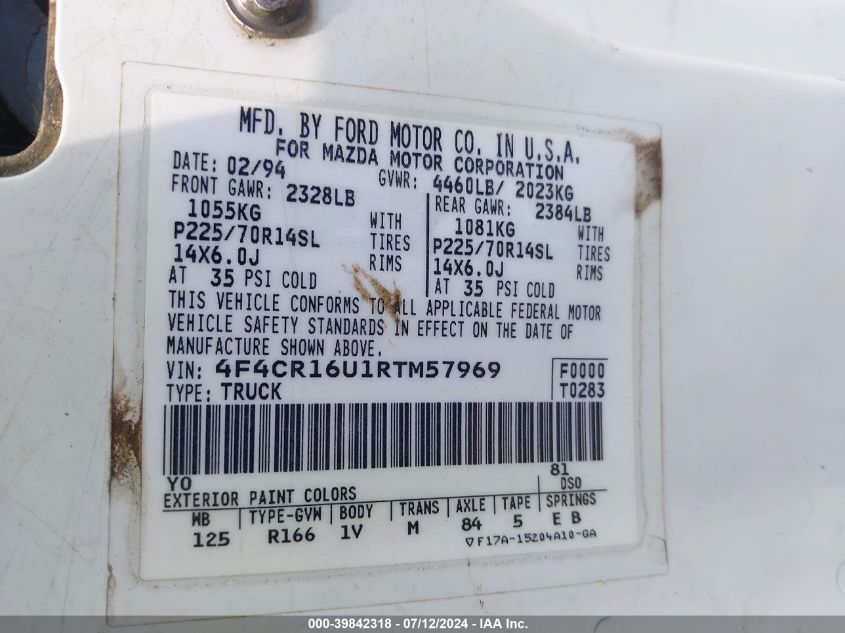 MFD. BY FORD MOTOR CO. IN U.S.A.
FOR MAZDA MOTOR CORPORATION
DATE: 02/94 GVWR: 4460LB/ 2023KG
FRONT GAWR: 2328LB REAR GAWR: 2384LB
1055KG WITH 1081KG WITH
P225/70R14SL TIRES P225/70R14SL TIRES
14X6.0J RIMS 14X6.0J RIMS
AT 35 PSI COLD AT 35 PSI COLD
THIS VEHICLE CONFORMS TO ALL APPLICABLE FEDERAL MOTOR
VEHICLE SAFETY STANDARDS IN EFFECT ON THE DATE OF
MANUFACTURE SHOWN ABOVE.
VIN: 4F4CR16U1RTM57969 F0000
TYPE: TRUCK T0283
YO 81
EXTERIOR PAINT COLORS DSO
WB TYPE-GVW BODY TRANS AXLE TAPE SPRINGS
125 R166 1V M 84 5 E B
▽F17A-15204A10-GA
000-39842318 - 07/12/2024 - IAAI.com